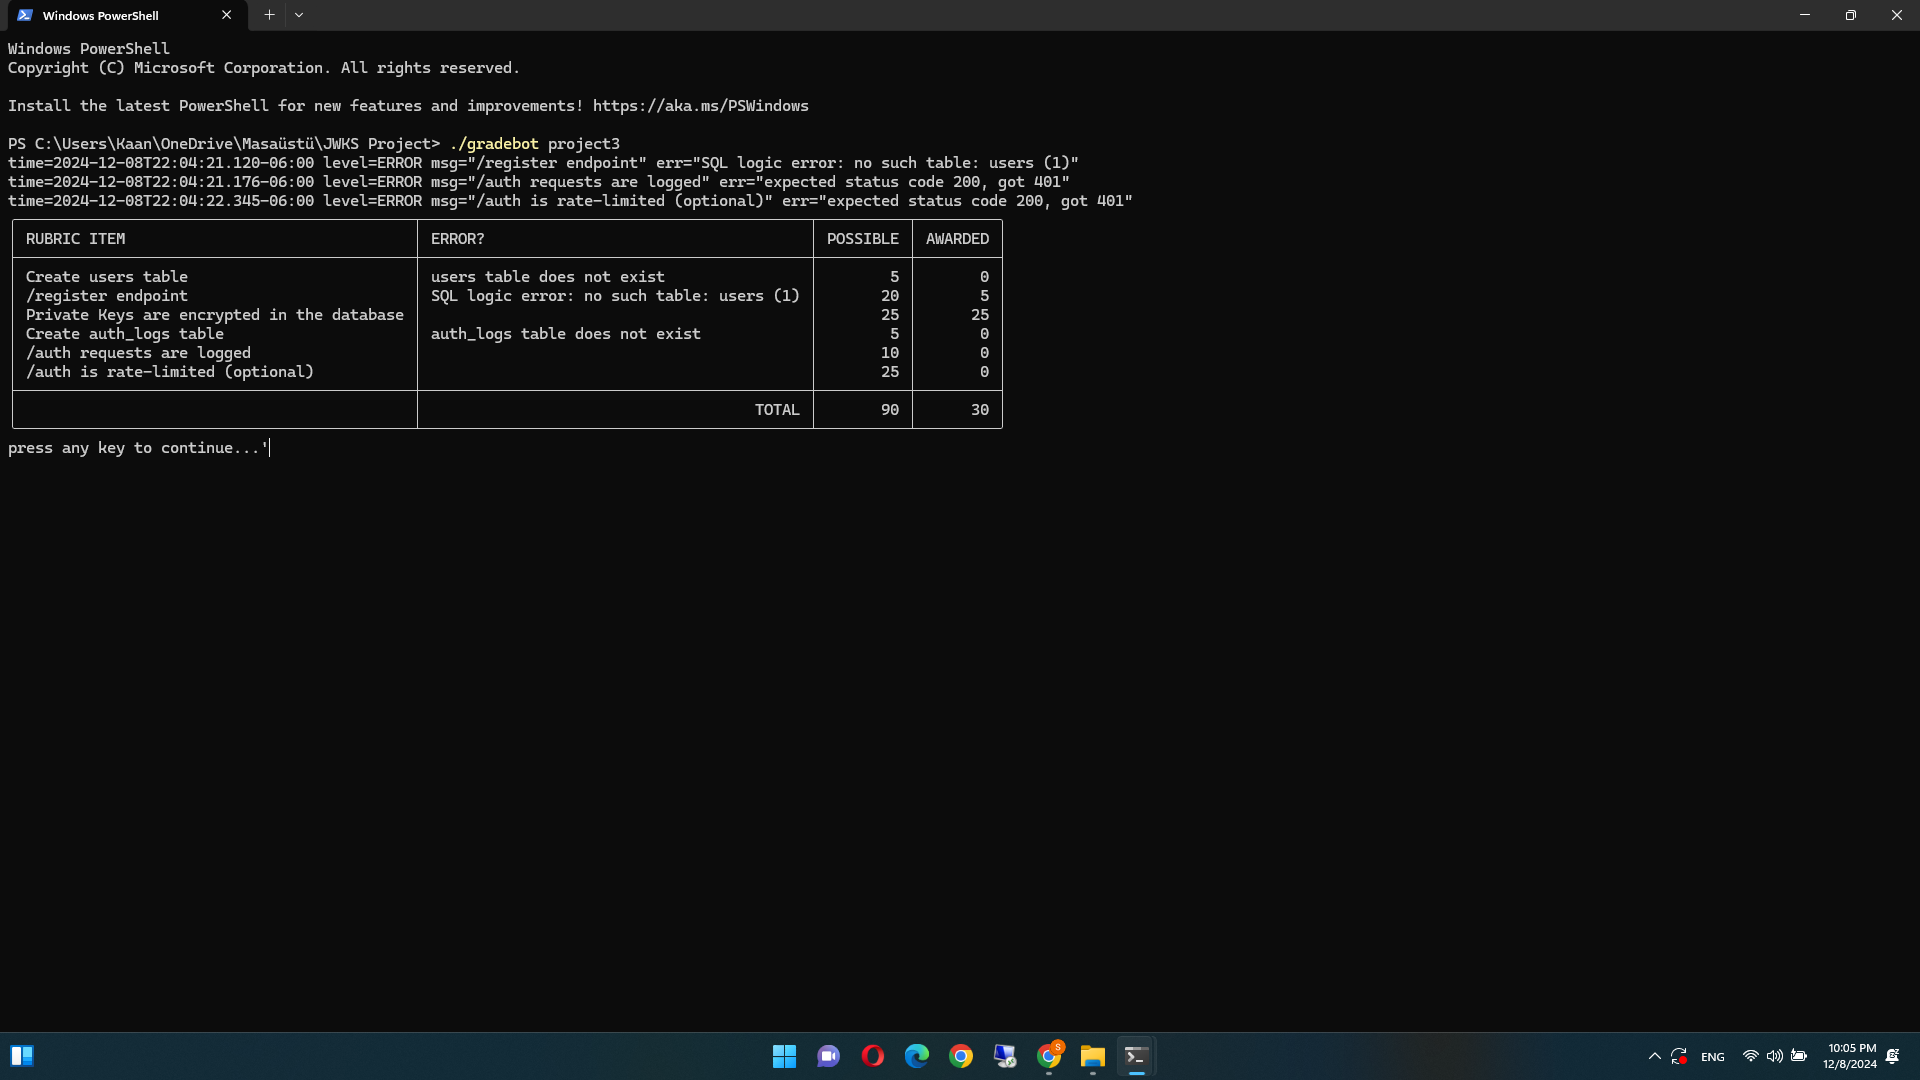 Windows PowerShell
Windows PowerShell
Copyright (C) Microsoft Corporation. All rights reserved.
Install the latest PowerShell for new features and improvements! https://aka.ms/PSWindows
PS C:\Users\Kaan\OneDrive\Masaüstü\JWKS Project> ./gradebot project3
time=2024-12-08T22:04:21.120-06:00 level=ERROR msg="/register endpoint" err="SQL logic error: no such table: users (1)"
time=2024-12-08T22:04:21.176-06:00 level=ERROR msg="/auth requests are logged" err="expected status code 200, got 401"
time=2024-12-08T22:04:22.345-06:00 level=ERROR msg="/auth is rate-limited (optional)" err="expected status code 200, got 401"
RUBRIC ITEM ERROR? POSSIBLE AWARDED
Create users table users table does not exist 5 0
/register endpoint SQL logic error: no such table: users (1) 20 5
Private Keys are encrypted in the database 25 25
Create auth_logs table auth_logs table does not exist 5 0
/auth requests are logged 10 0
/auth is rate-limited (optional) 25 0
TOTAL 90 30
press any key to continue...'
S
ENG
10:05 PM
12/8/2024